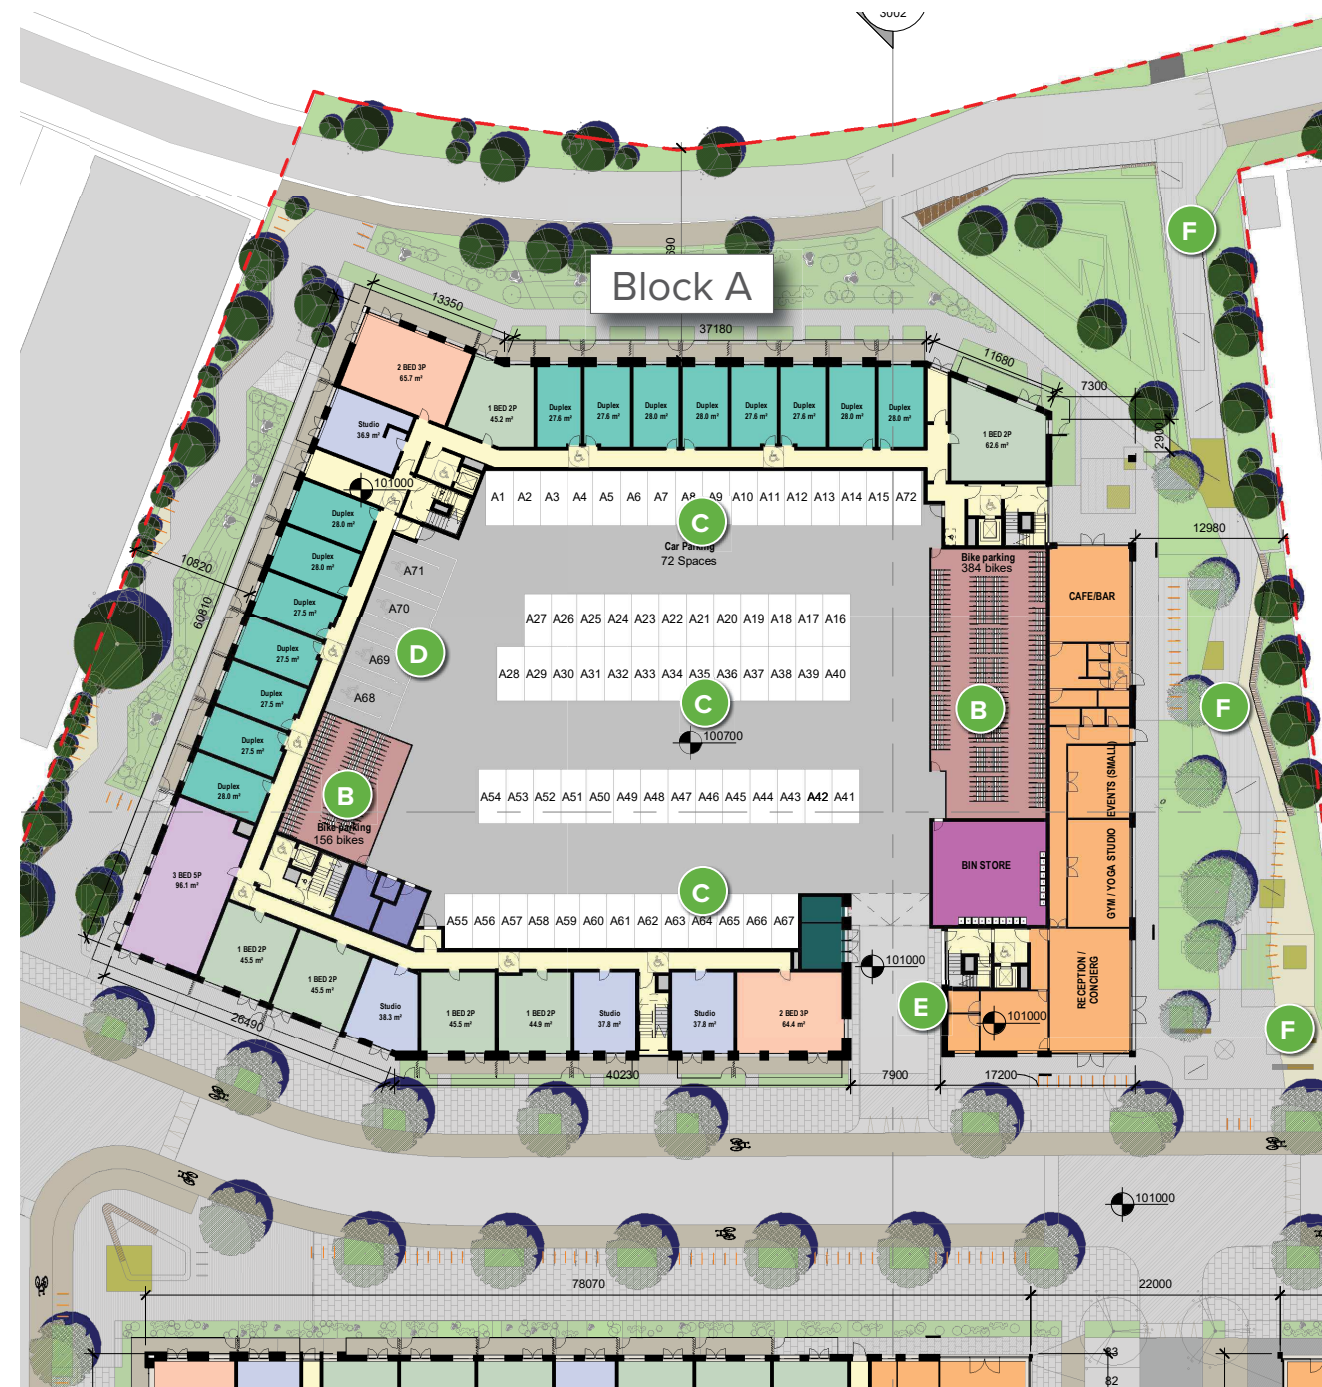 3002
690
Block A
13350
37180
11680
7300
2900
2 BED 3P
65.7 m²
Studio
36.9 m²
1 BED 2P
45.2 m²
Duplex
27.6 m²
Duplex
27.6 m²
Duplex
28.0 m²
Duplex
28.0 m²
Duplex
27.6 m²
Duplex
27.6 m²
Duplex
28.0 m²
Duplex
28.0 m²
1 BED 2P
62.6 m²
F
101000
A1 A2 A3 A4 A5 A6 A7 A8 A9 A10 A11 A12 A13 A14 A15 A72
C
Car Parking
72 Spaces
12980
Duplex
28.0 m²
Duplex
28.0 m²
Duplex
27.5 m²
Duplex
27.5 m²
Duplex
27.5 m²
Duplex
27.5 m²
Duplex
28.0 m²
10820
60810
A71
A70
A69
A68
D
Bike parking
384 bikes
CAFE/BAR
A27 A26 A25 A24 A23 A22 A21 A20 A19 A18 A17 A16
A28 A29 A30 A31 A32 A33 A34 A35 A36 A37 A38 A39 A40
C
B
F
100700
B
Bike parking
156 bikes
A54 A53 A52 A51 A50 A49 A48 A47 A46 A45 A44 A43 A42 A41
EVENTS (SMALL)
GYM / YOGA STUDIO
BIN STORE
3 BED 5P
96.1 m²
C
A55 A56 A57 A58 A59 A60 A61 A62 A63 A64 A65 A66 A67
1 BED 2P
45.5 m²
1 BED 2P
45.5 m²
Studio
38.3 m²
1 BED 2P
45.5 m²
1 BED 2P
44.9 m²
Studio
37.8 m²
Studio
37.8 m²
2 BED 3P
64.4 m²
101000
E
101000
RECEPTION /
CONCIERG
F
26490
40230
7900
17200
101000
78070
22000
83
82